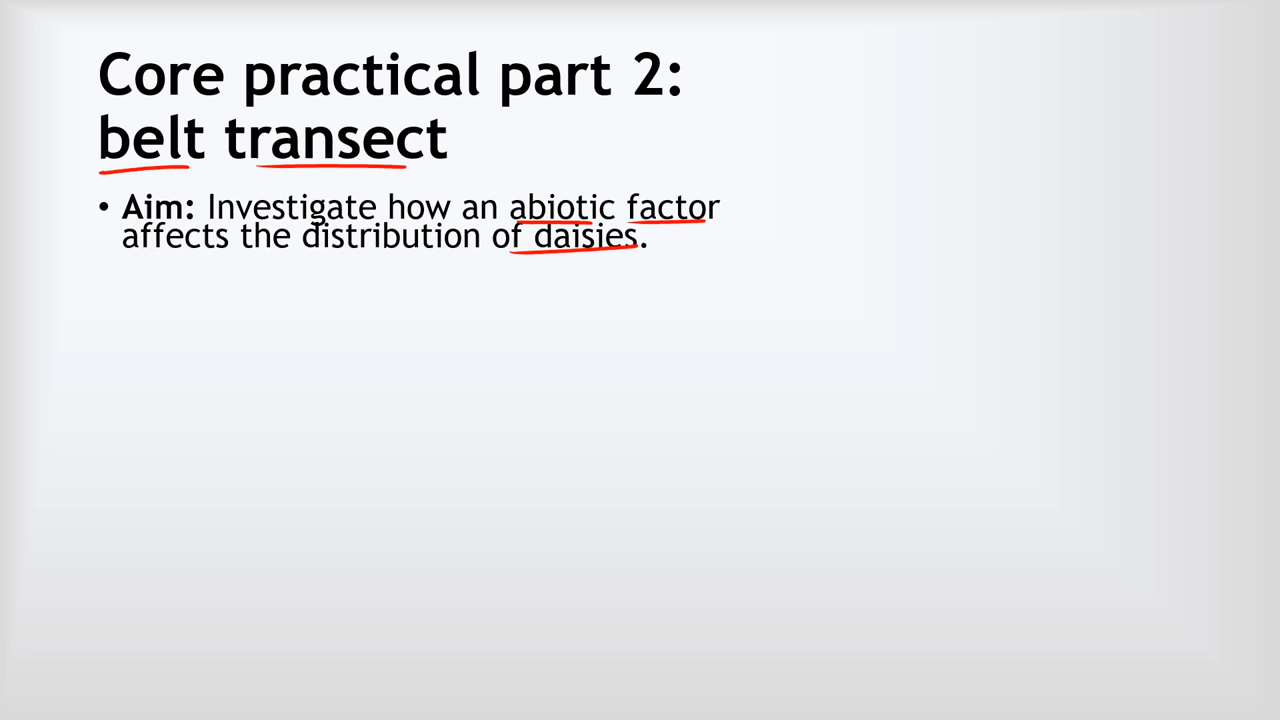 Core practical part 2:
belt transect
• Aim: Investigate how an abiotic factor
affects the distribution of daisies.